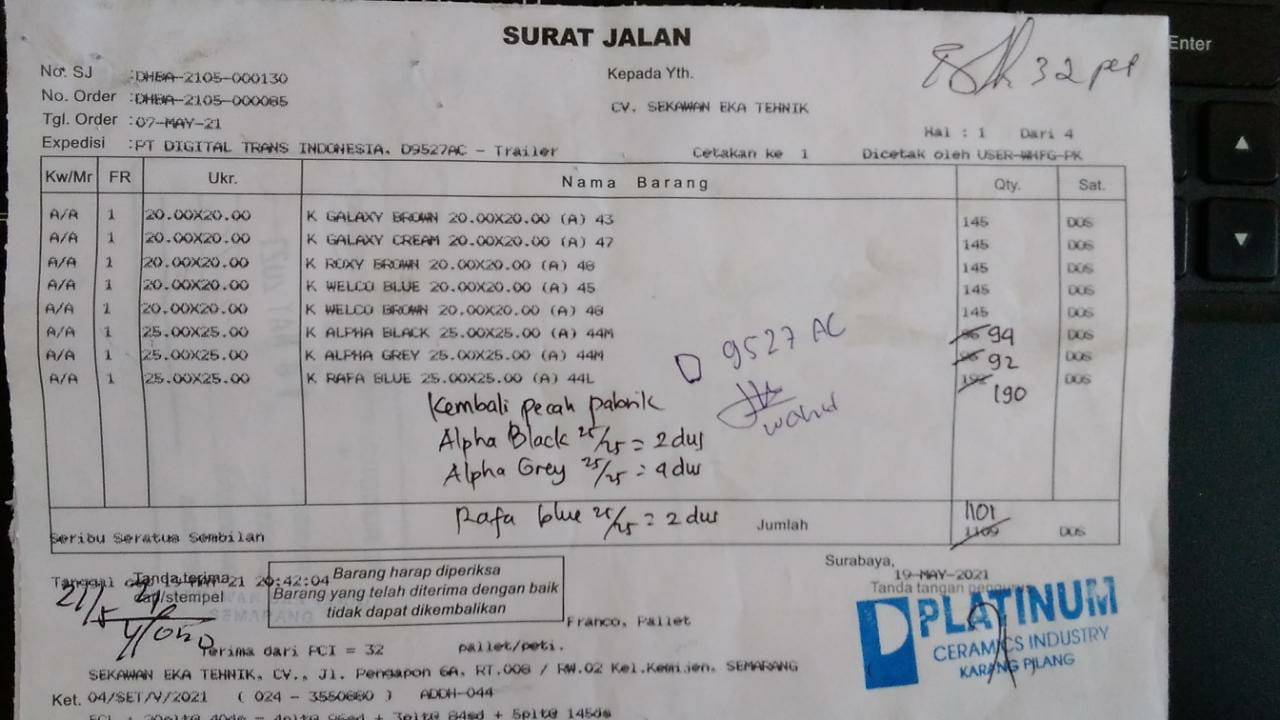 Enter
SURAT JALAN
32 pel
No. SJ : DHBA-2105-000130
Kepada Yth.
No. Order : DHBA-2105-000085
CV. SEKAWAN EKA TEHNIK
Tgl. Order : 07-MAY-21
Hal : 1 Dari 4
Expedisi : PT DIGITAL TRANS INDONESIA. D9527AC - Trailer
Cetakan ke 1 Dicetak oleh USER-WHFG-PK
Kw/Mr FR Ukr. Nama Barang Qty. Sat.
A/A 1 20.00X20.00 K GALAXY BROWN 20.00X20.00 (A) 43 145 DOS
A/A 1 20.00X20.00 K GALAXY CREAM 20.00X20.00 (A) 47 145 DOS
A/A 1 20.00X20.00 K ROXY BROWN 20.00X20.00 (A) 48 145 DOS
A/A 1 20.00X20.00 K WELCO BLUE 20.00X20.00 (A) 45 145 DOS
A/A 1 20.00X20.00 K WELCO BROWN 20.00X20.00 (A) 48 145 DOS
A/A 1 25.00X25.00 K ALPHA BLACK 25.00X25.00 (A) 44M 96 94 DOS
A/A 1 25.00X25.00 K ALPHA GREY 25.00X25.00 (A) 44M 96 92 DOS
A/A 1 25.00X25.00 K RAFA BLUE 25.00X25.00 (A) 44L 192 190 DOS
D 9527 AC
Wahid
Kembali pecah pabrik
Alpha Black 25/25 = 2 dus
Alpha Grey 25/25 = 4 dus
Rafa blue 25/25 = 2 dus
Jumlah 1101
1109 DOS
Seribu Seratus Sembilan
Surabaya,
19-MAY-2021
Tanda tangan
Tanggal 19-MAY-21 20:42:04
Tanda terima
cap/stempel
21/5 21
Barang harap diperiksa
Barang yang telah diterima dengan baik
tidak dapat dikembalikan
PLATINUM
CERAMICS INDUSTRY
KARANG PILANG
Franco, Pallet
Terima dari PCI = 32 pallet/peti.
SEKAWAN EKA TEHNIK, CV., Jl. Pengapon 6A, RT.008 / RW.02 Kel.Kemijen, SEMARANG
Ket. 04/SET/V/2021 ( 024 - 3550880 ) ADDH-044